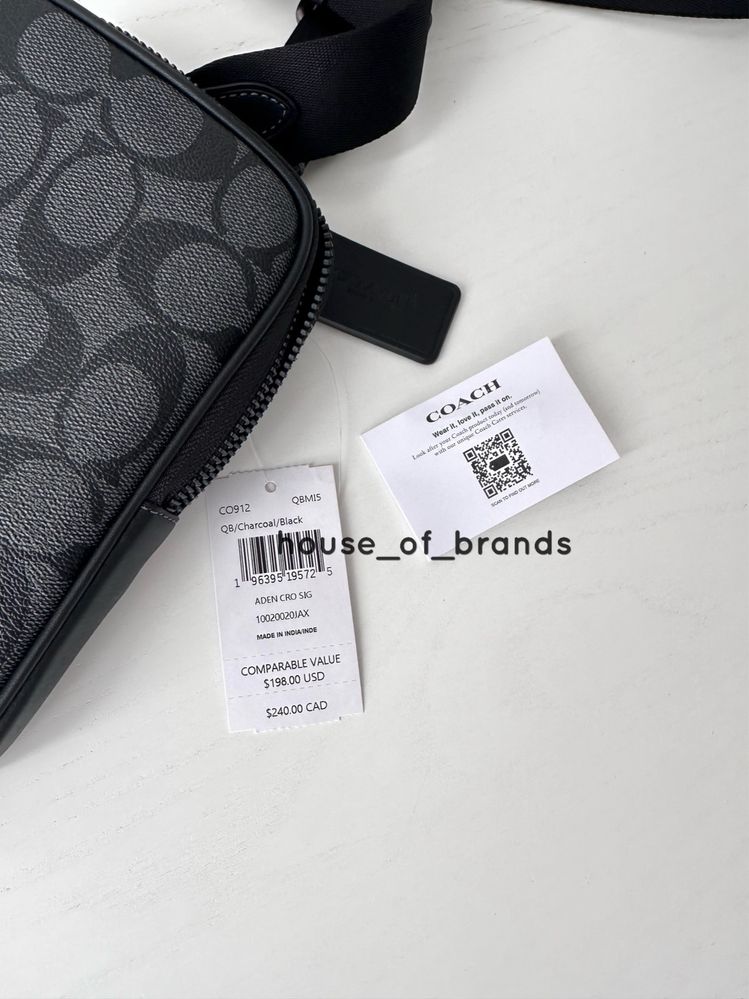 COACH
COACH
Wear it, love it, pass it on.
Look after your Coach product today (and tomorrow)
with our unique Coach Cares services.
SCAN TO FIND OUT MORE
CO912 QBM15
QB/Charcoal/Black
house_of_brands
1 96395 19572 5
ADEN CRO SIG
10020020JAX
MADE IN INDIA/INDE
COMPARABLE VALUE
$198.00 USD
$240.00 CAD